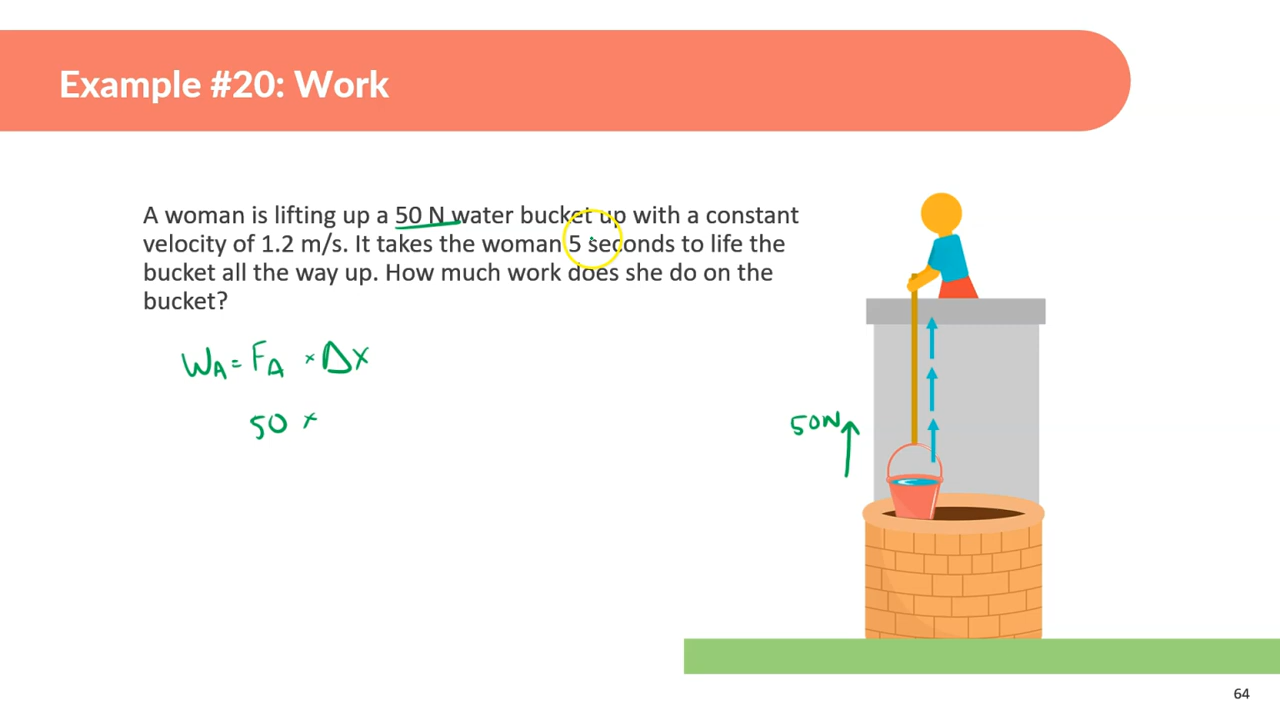 Example #20: Work
A woman is lifting up a 50 N water bucket up with a constant
velocity of 1.2 m/s. It takes the woman 5 seconds to life the
bucket all the way up. How much work does she do on the
bucket?
W_A = F_A × Δx
50 ×
50N
64